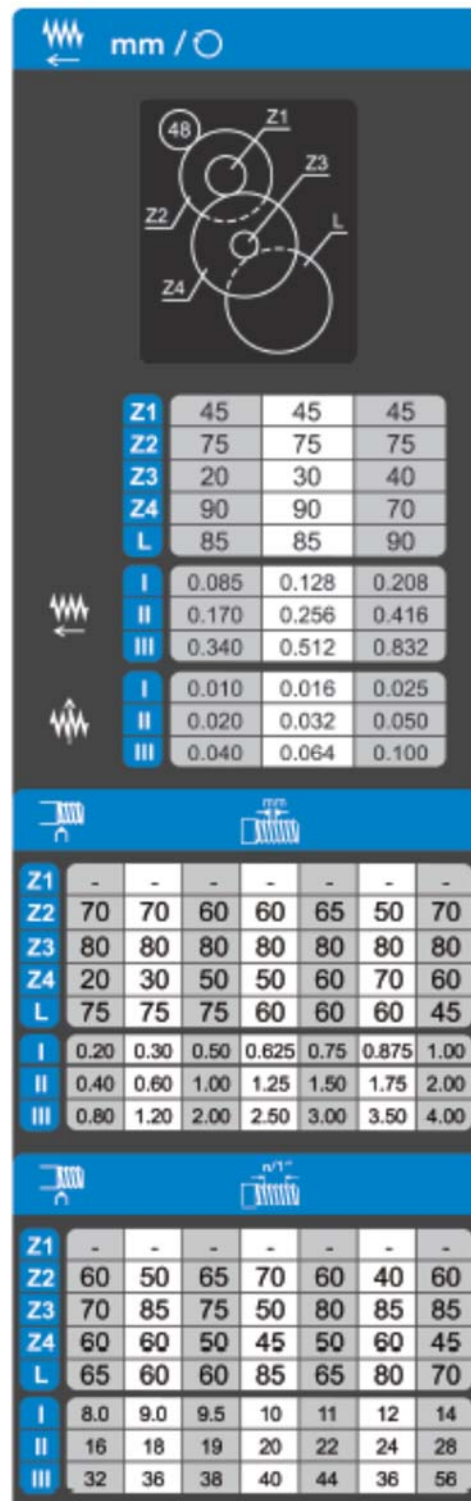 mm /
48
Z1
Z3
Z2
L
Z4
Z1 45 45 45
Z2 75 75 75
Z3 20 30 40
Z4 90 90 70
L 85 85 90
I 0.085 0.128 0.208
II 0.170 0.256 0.416
III 0.340 0.512 0.832
I 0.010 0.016 0.025
II 0.020 0.032 0.050
III 0.040 0.064 0.100
mm
Z1 - - - - - - -
Z2 70 70 60 60 65 50 70
Z3 80 80 80 80 80 80 80
Z4 20 30 50 50 60 70 60
L 75 75 75 60 60 60 45
I 0.20 0.30 0.50 0.625 0.75 0.875 1.00
II 0.40 0.60 1.00 1.25 1.50 1.75 2.00
III 0.80 1.20 2.00 2.50 3.00 3.50 4.00
n/1"
Z1 - - - - - - -
Z2 60 50 65 70 60 40 60
Z3 70 85 75 50 80 85 85
Z4 60 60 50 45 50 60 45
L 65 60 60 85 65 80 70
I 8.0 9.0 9.5 10 11 12 14
II 16 18 19 20 22 24 28
III 32 36 38 40 44 36 56